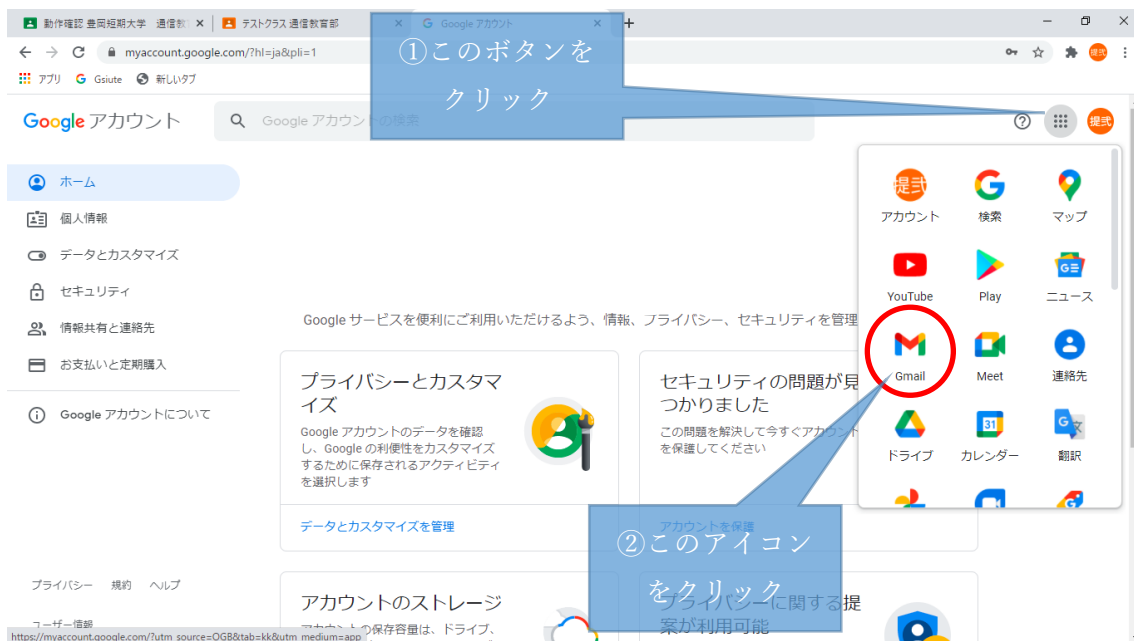 動作確認 豊岡短期大学 通信教
テストクラス 通信教育部
Google アカウント
myaccount.google.com/?hl=ja&pli=1
提弐
アプリ
Gsiute
新しいタブ
①このボタンを
クリック
Google アカウント
Google アカウントの検索
提弐
ホーム
個人情報
データとカスタマイズ
セキュリティ
情報共有と連絡先
お支払いと定期購入
Google アカウントについて
提弐
アカウント
検索
マップ
YouTube
Play
ニュース
Gmail
Meet
連絡先
ドライブ
31
カレンダー
翻訳
Google サービスを便利にご利用いただけるよう、情報、プライバシー、セキュリティを管理
プライバシーとカスタマ
イズ
Google アカウントのデータを確認
し、Google の利便性をカスタマイズ
するために保存されるアクティビティ
を選択します
データとカスタマイズを管理
セキュリティの問題が見
つかりました
この問題を解決して今すぐアカウント
を保護してください
アカウントを保護
②このアイコン
をクリック
アカウントのストレージ
アカウントの保存容量は、ドライブ、
プライバシーに関する提
案が利用可能
プライバシー 規約 ヘルプ
ユーザー情報
https://myaccount.google.com/?utm_source=OGB&tab=kk&utm_medium=app